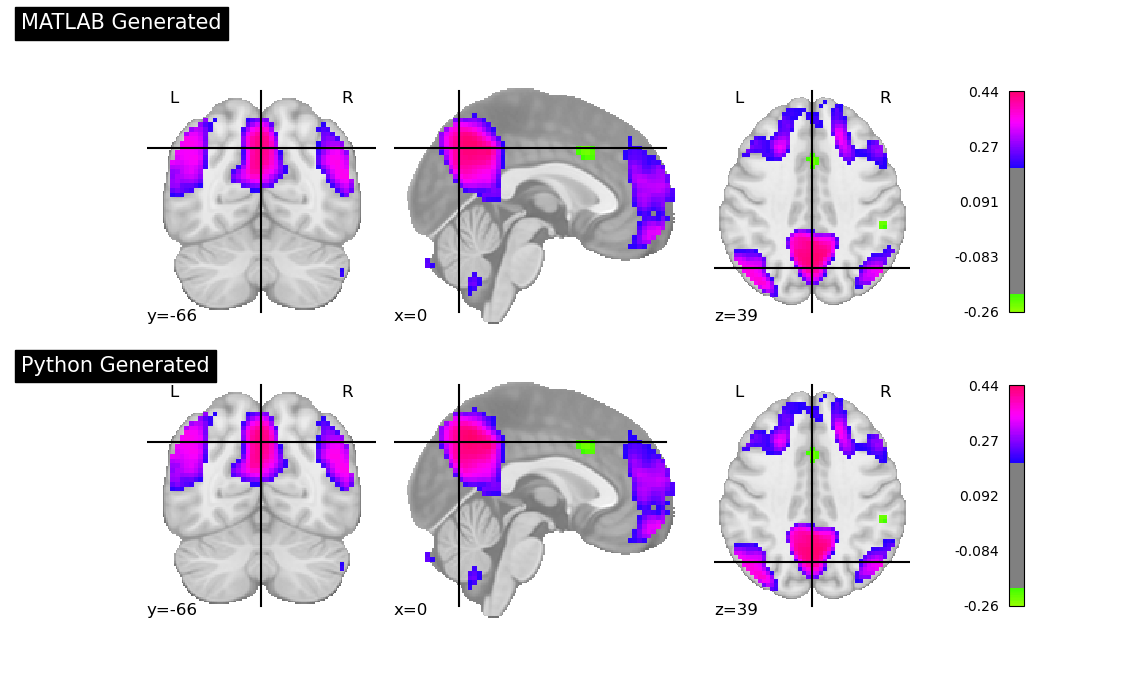 MATLAB Generated
L R L R
0.44
0.27
0.091
-0.083
-0.26
y=-66 x=0 z=39
Python Generated
L R L R
0.44
0.27
0.092
-0.084
-0.26
y=-66 x=0 z=39